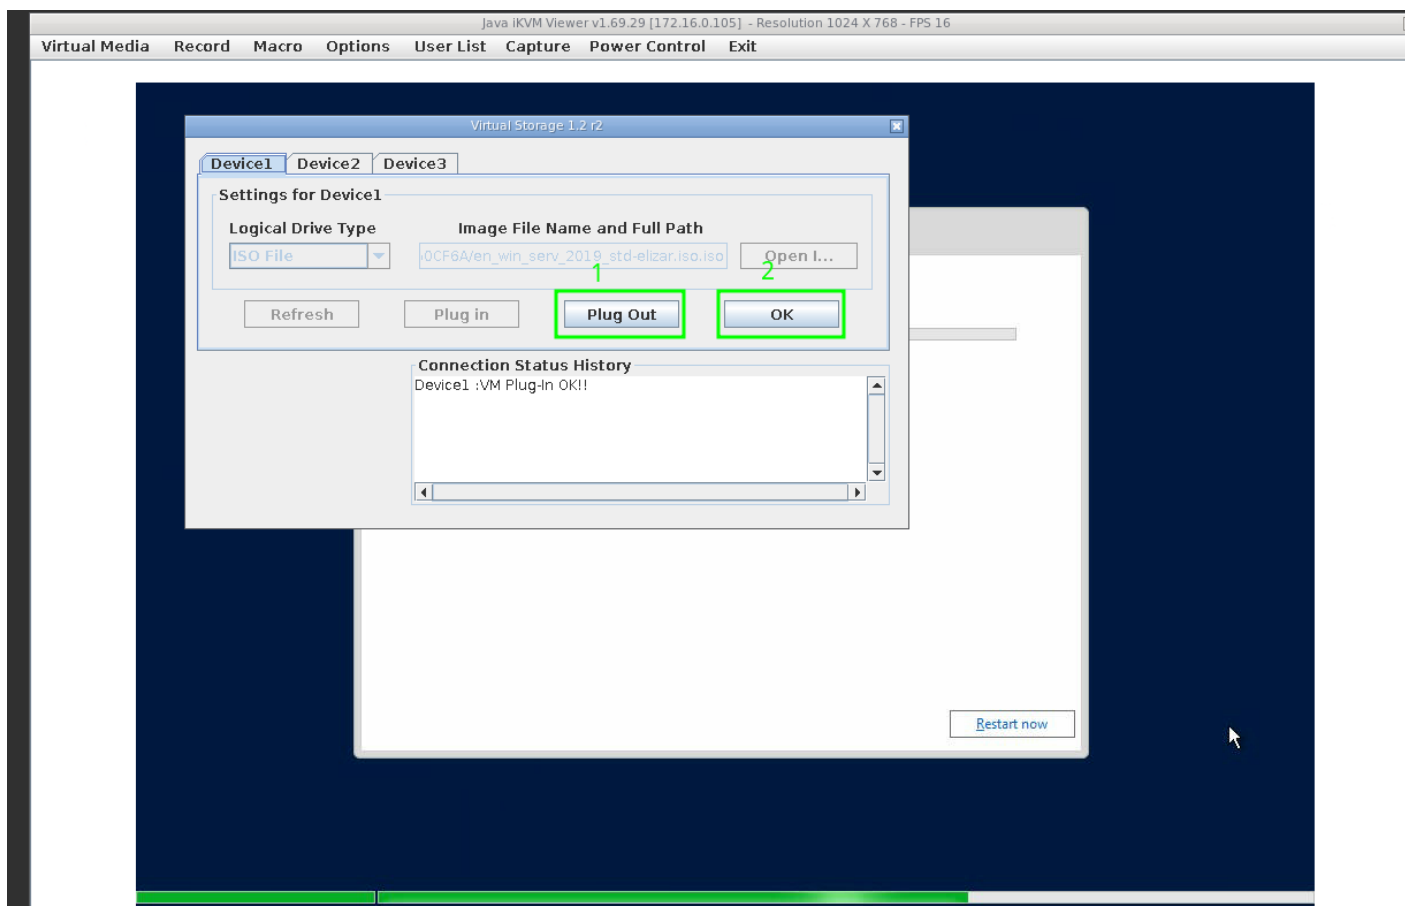 Java iKVM Viewer v1.69.29 [172.16.0.105] - Resolution 1024 X 768 - FPS 16
Virtual Media Record Macro Options User List Capture Power Control Exit
Virtual Storage 1.2 r2
Device1 Device2 Device3
Settings for Device1
Logical Drive Type Image File Name and Full Path
ISO File 0CF6A/en_win_serv_2019_std-elizar.iso.iso Open I...
1 2
Refresh Plug in Plug Out OK
Connection Status History
Device1 :VM Plug-In OK!!
Restart now